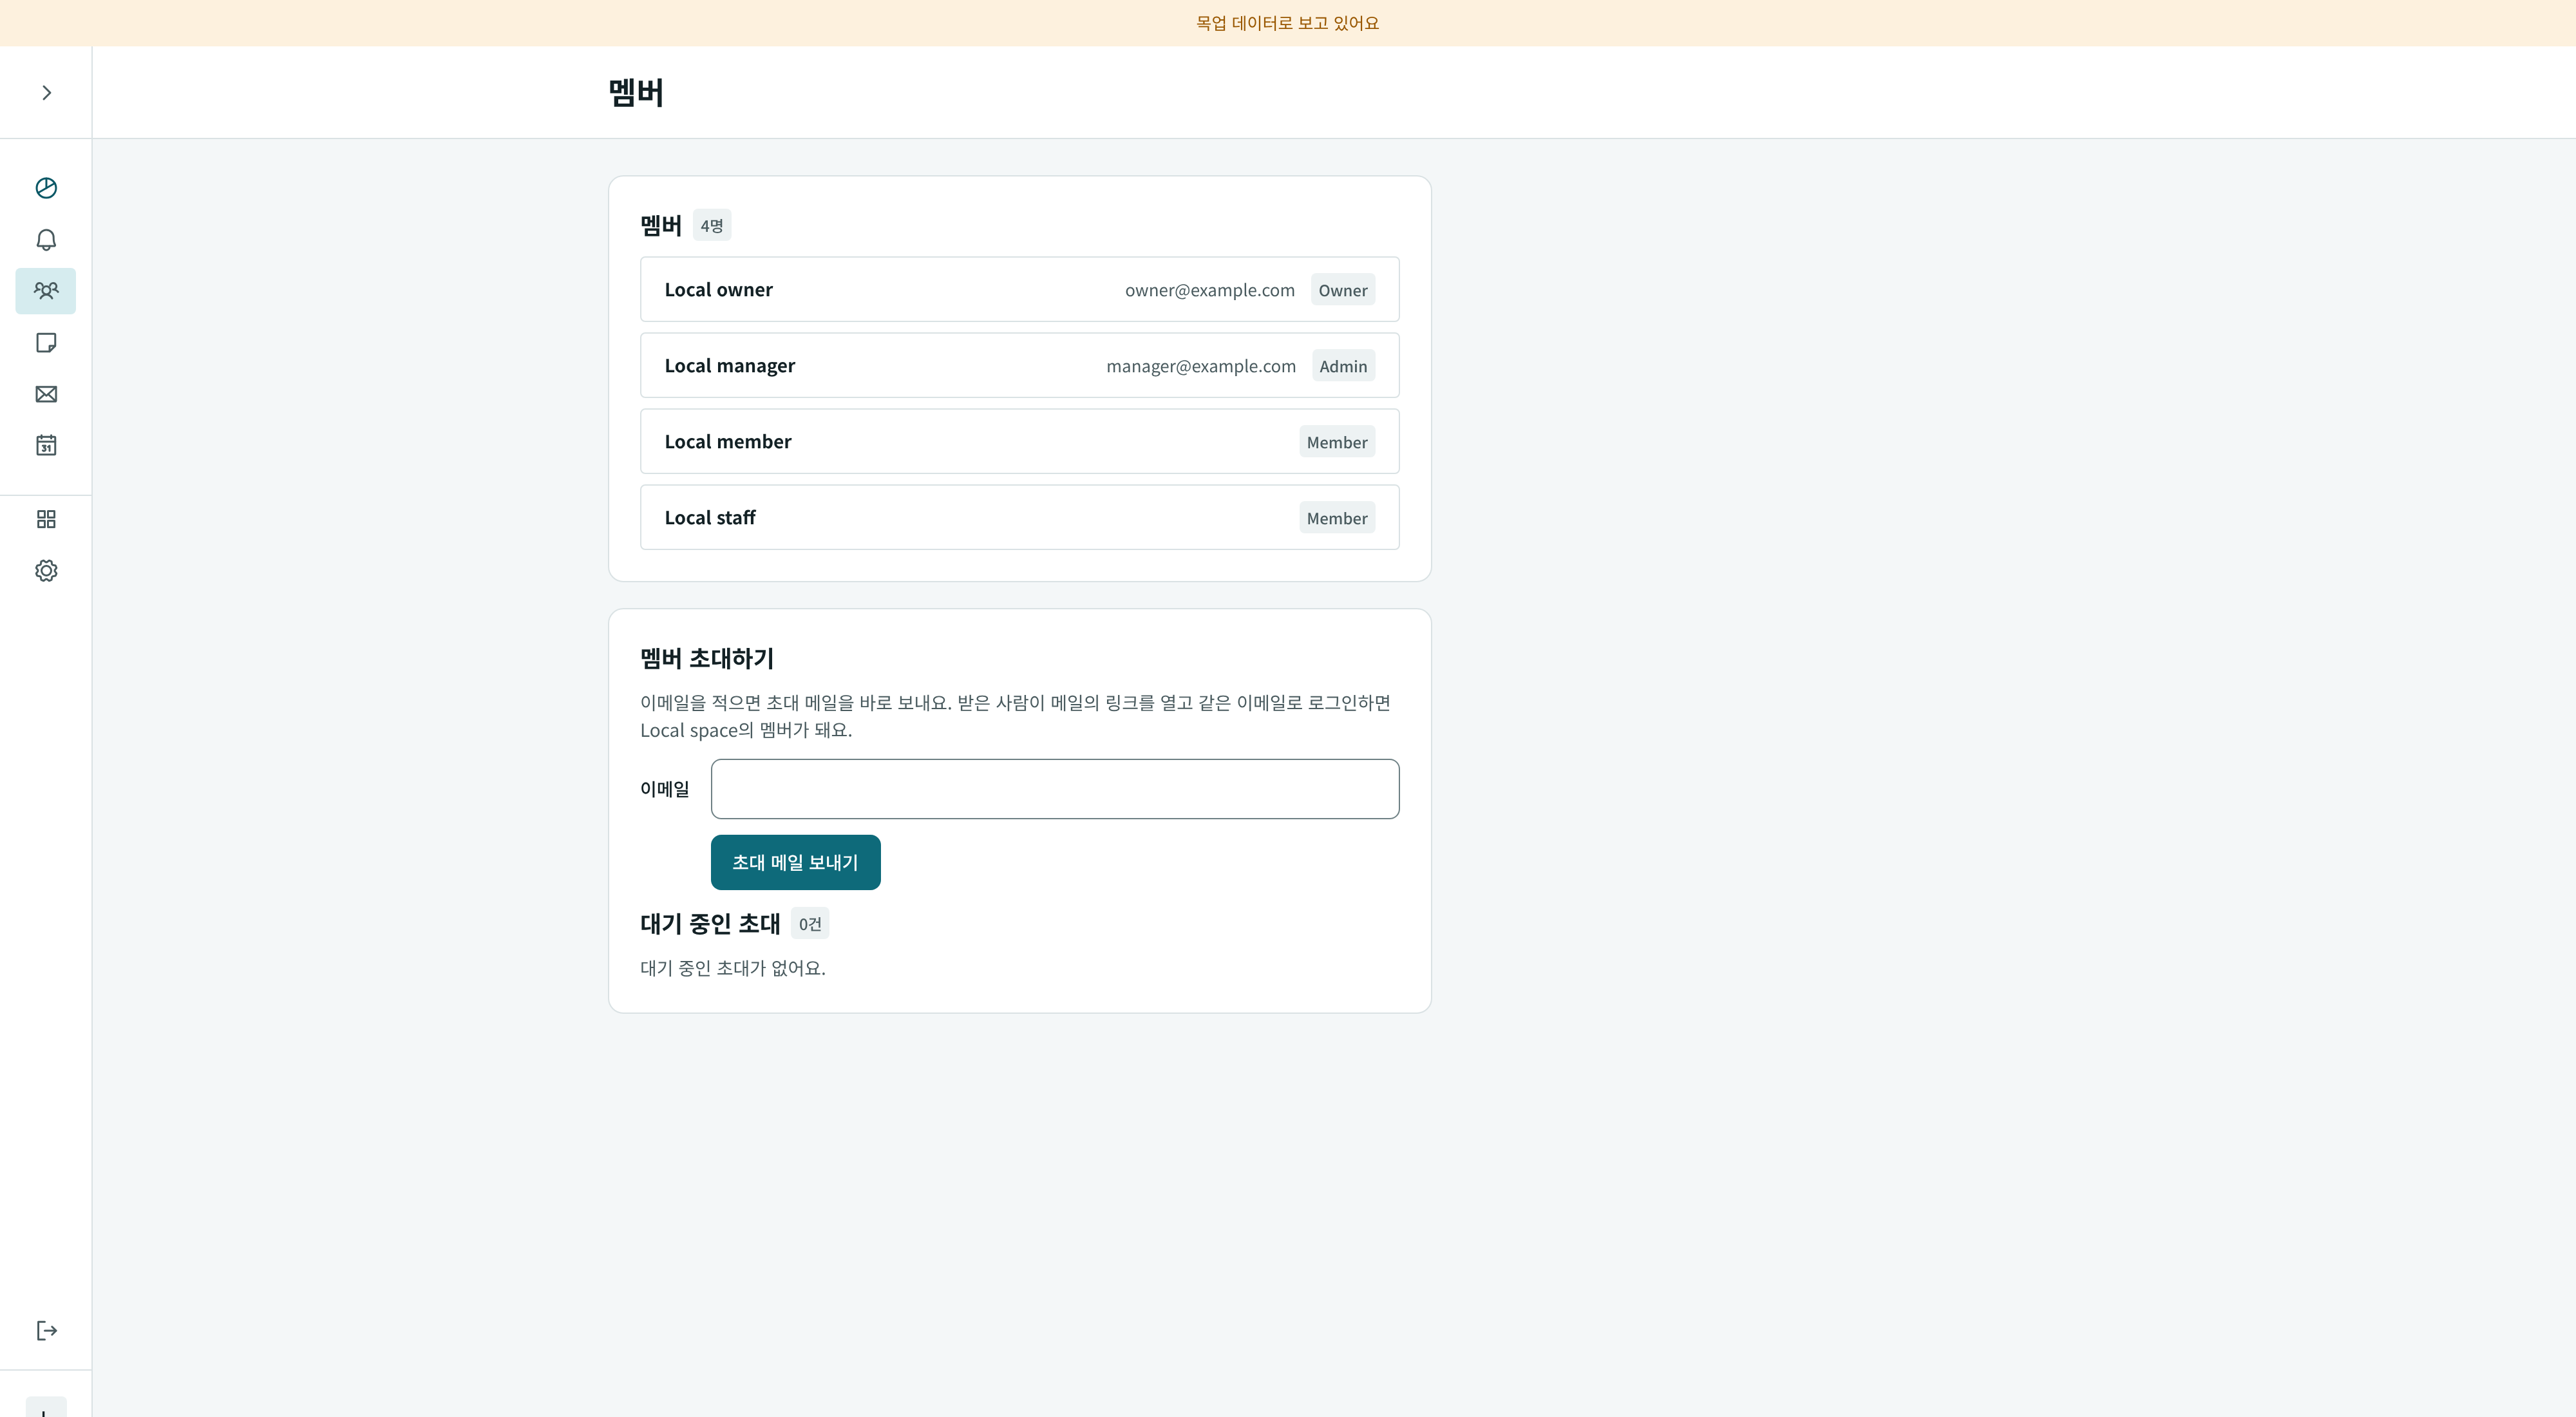 목업 데이터로 보고 있어요
멤버
멤버 4명
Local owner owner@example.com Owner
Local manager manager@example.com Admin
Local member Member
Local staff Member
31
멤버 초대하기
이메일을 적으면 초대 메일을 바로 보내요. 받은 사람이 메일의 링크를 열고 같은 이메일로 로그인하면
Local space의 멤버가 돼요.
이메일
초대 메일 보내기
대기 중인 초대 0건
대기 중인 초대가 없어요.